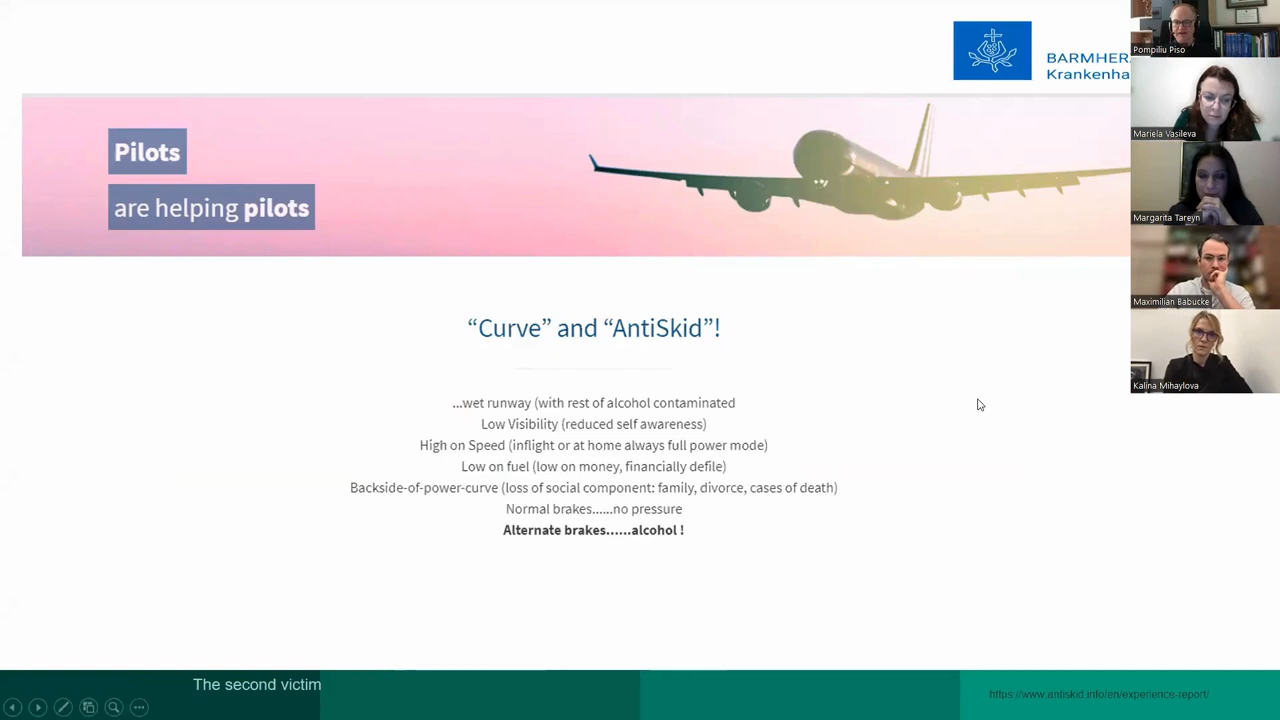 BARMHER
Krankenha
Pilots
are helping pilots
“Curve” and “AntiSkid”!
...wet runway (with rest of alcohol contaminated
Low Visibility (reduced self awareness)
High on Speed (inflight or at home always full power mode)
Low on fuel (low on money, financially defile)
Backside-of-power-curve (loss of social component: family, divorce, cases of death)
Normal brakes......no pressure
Alternate brakes......alcohol !
The second victim
https://www.antiskid.info/en/experience-report/
Pompiliu Piso
Mariela Vasileva
Margarita Tareyn
Maximilian Babucke
Kalina Mihaylova